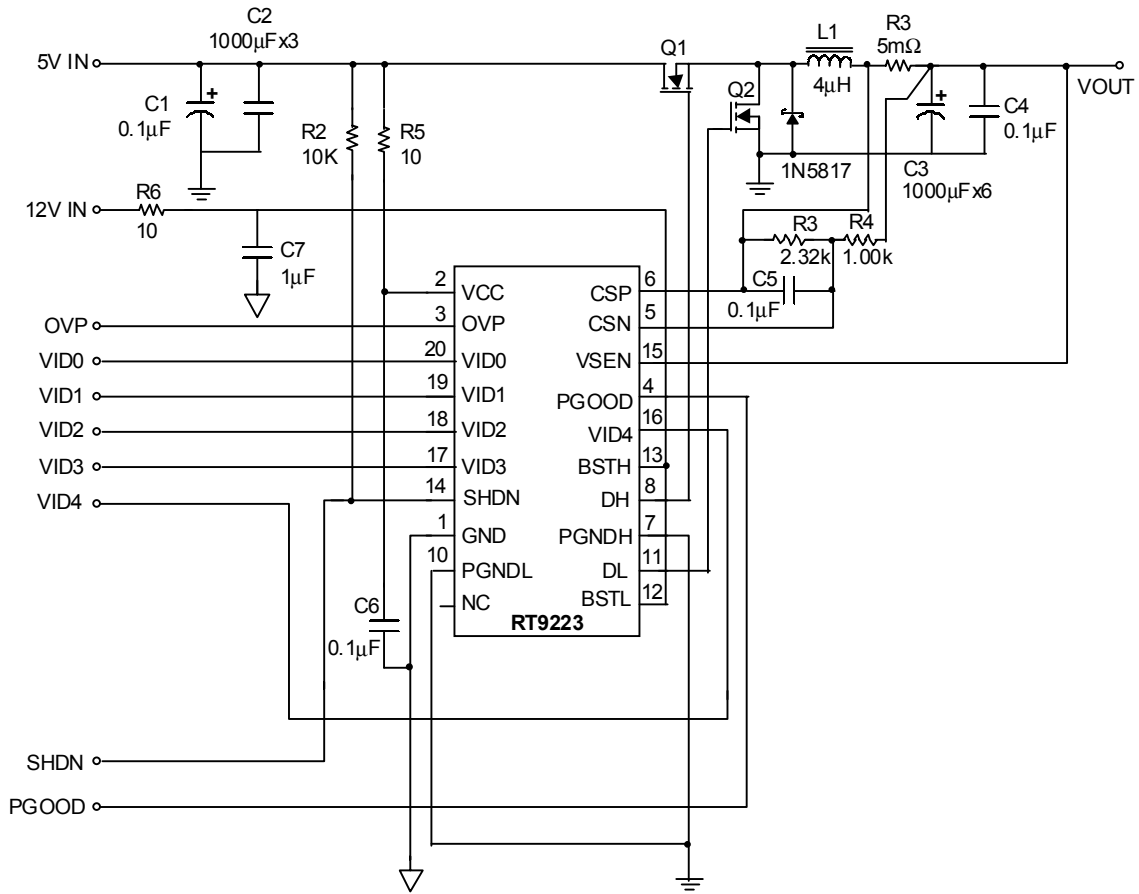 C2
1000µFx3
5V IN
C1
0.1µF
R2
10K
R5
10
Q1
Q2
L1
4µH
R3
5mΩ
VOUT
1N5817
C4
0.1µF
C3
1000µFx6
12V IN
R6
10
C7
1µF
R3
2.32k
R4
1.00k
C5
0.1µF
OVP
VID0
VID1
VID2
VID3
VID4
2 VCC
3 OVP
20 VID0
19 VID1
18 VID2
17 VID3
14 SHDN
1 GND
10 PGNDL
NC
CSP 6
CSN 5
VSEN 15
PGOOD 4
VID4 16
BSTH 13
DH 8
PGNDH 7
DL 11
BSTL 12
RT9223
C6
0.1µF
SHDN
PGOOD